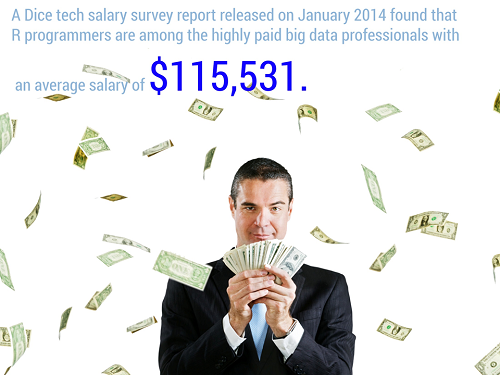 A Dice tech salary survey report released on January 2014 found that
R programmers are among the highly paid big data professionals with
an average salary of $115,531.